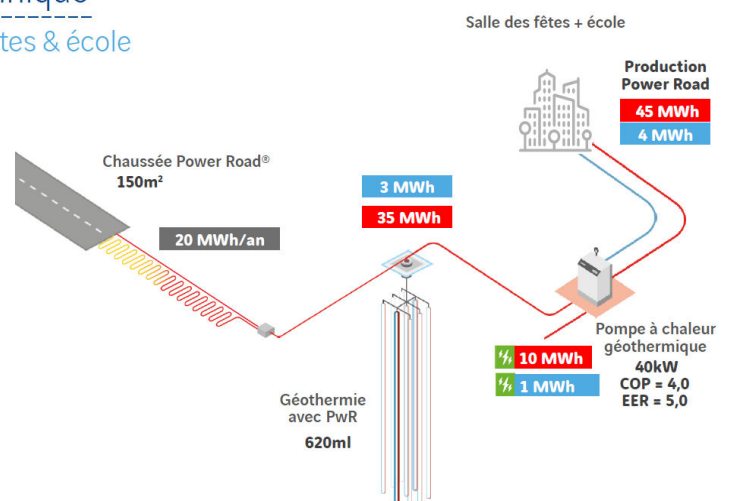 tes & école
Salle des fêtes + école
Production
Power Road
45 MWh
4 MWh
Chaussée Power Road®
150m²
20 MWh/an
3 MWh
35 MWh
Pompe à chaleur
géothermique
40kW
COP = 4,0
EER = 5,0
10 MWh
1 MWh
Géothermie
avec PwR
620ml